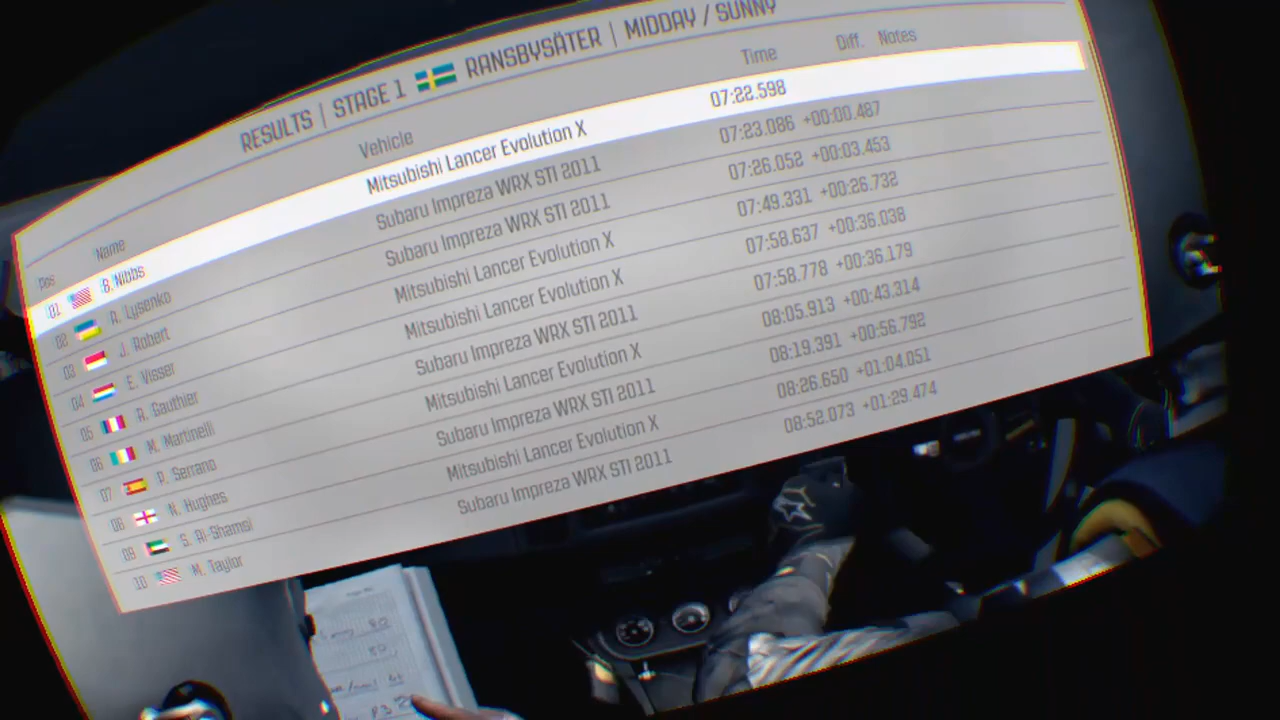 RESULTS | STAGE 1 RANSBYSÄTER | MIDDAY / SUNNY
Pos Name Vehicle Time Diff. Notes
01 B. Nibbs Mitsubishi Lancer Evolution X 07:22.598
02 R. Lysenko Subaru Impreza WRX STI 2011 07:23.086 +00:00.487
03 J. Robert Subaru Impreza WRX STI 2011 07:26.052 +00:03.453
04 E. Visser Mitsubishi Lancer Evolution X 07:49.331 +00:26.732
05 R. Gauthier Mitsubishi Lancer Evolution X 07:58.637 +00:36.038
06 M. Martinelli Subaru Impreza WRX STI 2011 07:58.778 +00:36.179
07 P. Serrano Mitsubishi Lancer Evolution X 08:05.913 +00:43.314
08 N. Hughes Subaru Impreza WRX STI 2011 08:19.391 +00:56.792
09 S. Al-Shamsi Mitsubishi Lancer Evolution X 08:26.650 +01:04.051
10 M. Taylor Subaru Impreza WRX STI 2011 08:52.073 +01:29.474